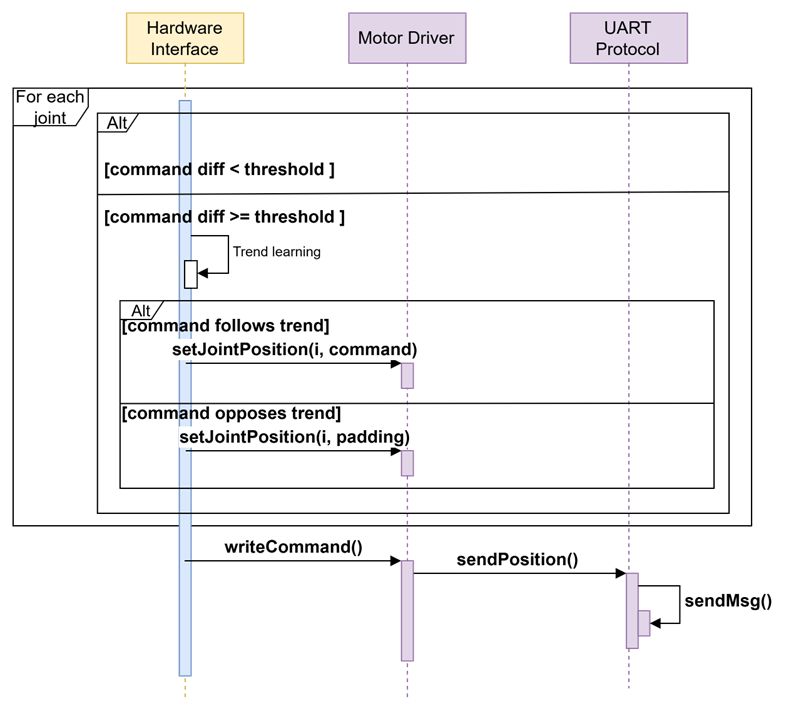 Hardware
Interface
Motor Driver
UART
Protocol
For each
joint
Alt
[command diff < threshold ]
[command diff >= threshold ]
Trend learning
Alt
[command follows trend]
setJointPosition(i, command)
[command opposes trend]
setJointPosition(i, padding)
writeCommand()
sendPosition()
sendMsg()